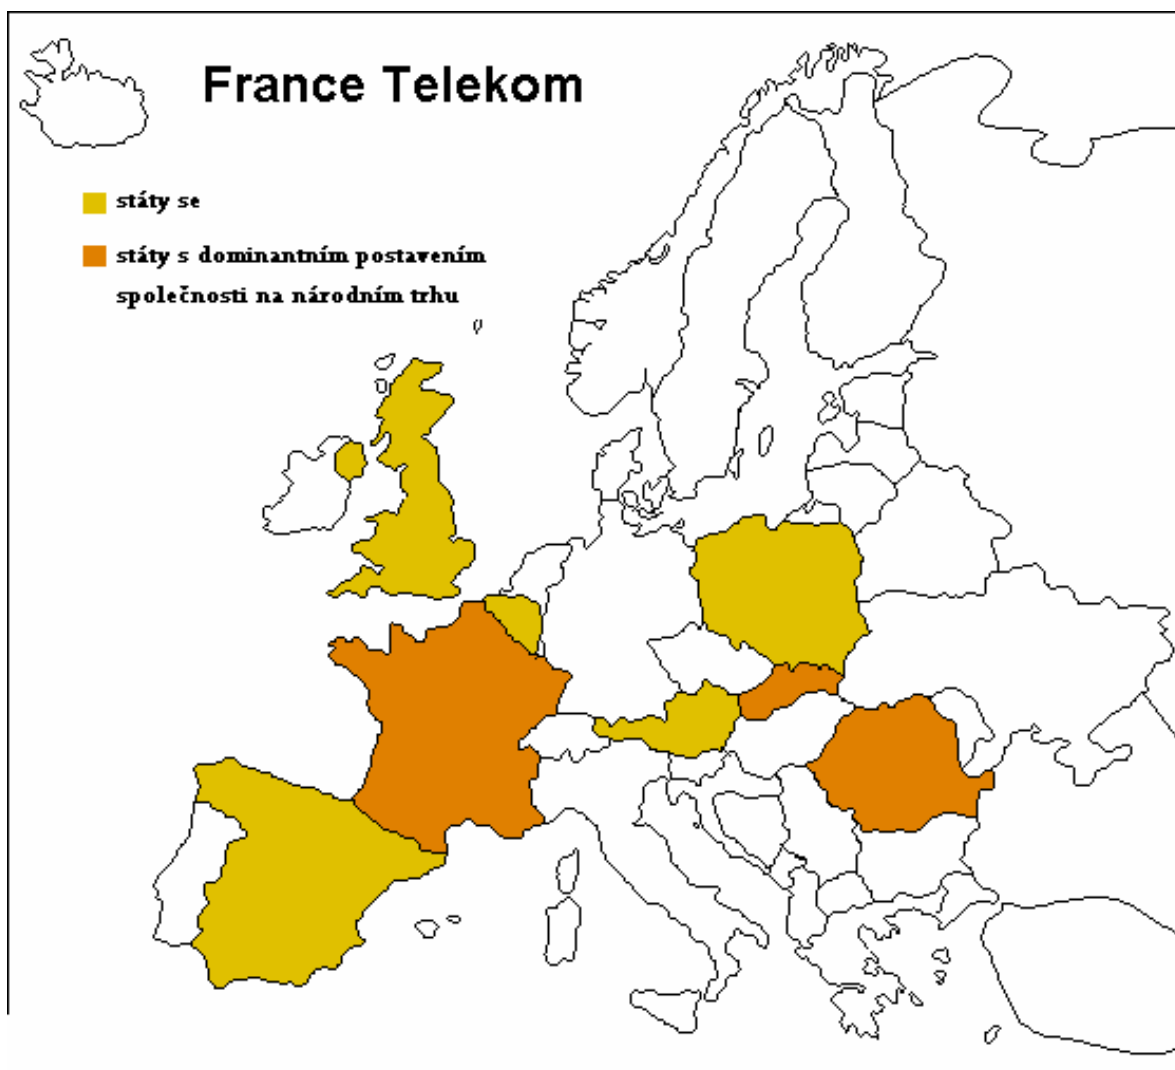 France Telekom
státy se
státy s dominantním postavením
společnosti na národním trhu